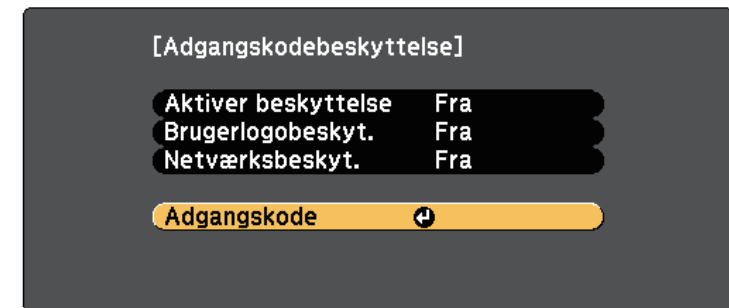 [Adgangskodebeskyttelse]
Aktiver beskyttelse Fra
Brugerlogobeskyt. Fra
Netværksbeskyt. Fra
Adgangskode